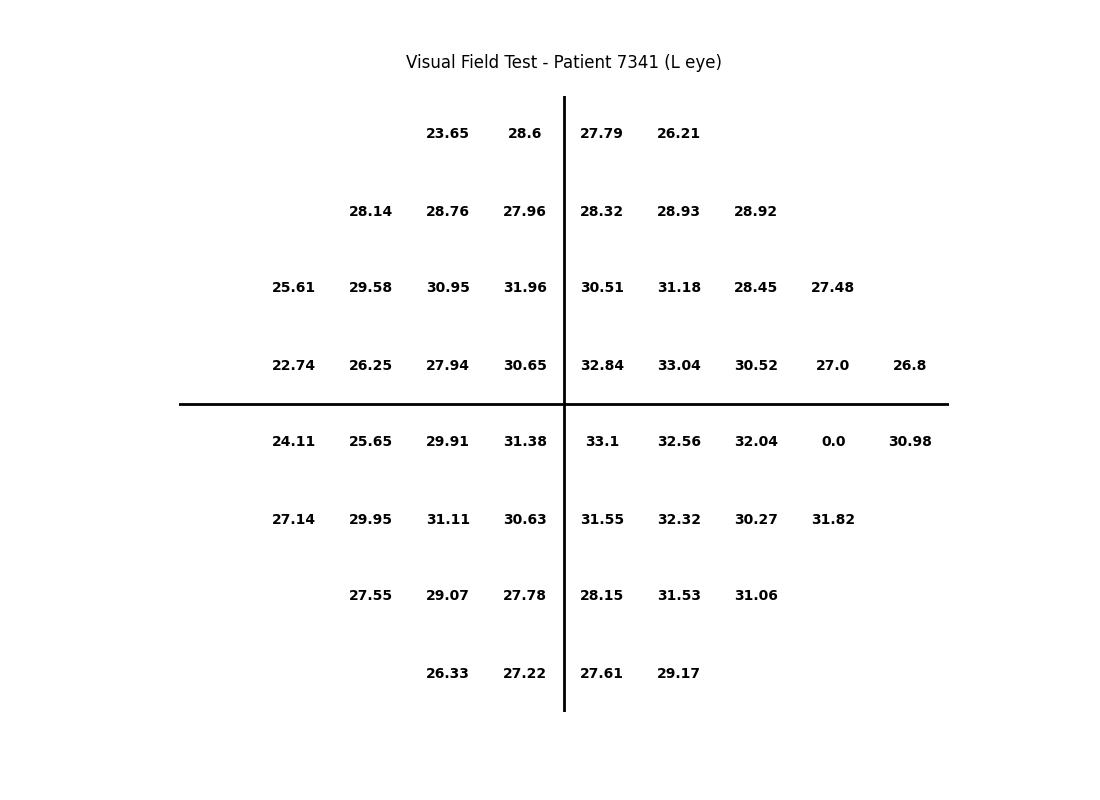 Visual Field Test - Patient 7341 (L eye)
23.65 28.6 27.79 26.21
28.14 28.76 27.96 28.32 28.93 28.92
25.61 29.58 30.95 31.96 30.51 31.18 28.45 27.48
22.74 26.25 27.94 30.65 32.84 33.04 30.52 27.0 26.8
24.11 25.65 29.91 31.38 33.1 32.56 32.04 0.0 30.98
27.14 29.95 31.11 30.63 31.55 32.32 30.27 31.82
27.55 29.07 27.78 28.15 31.53 31.06
26.33 27.22 27.61 29.17